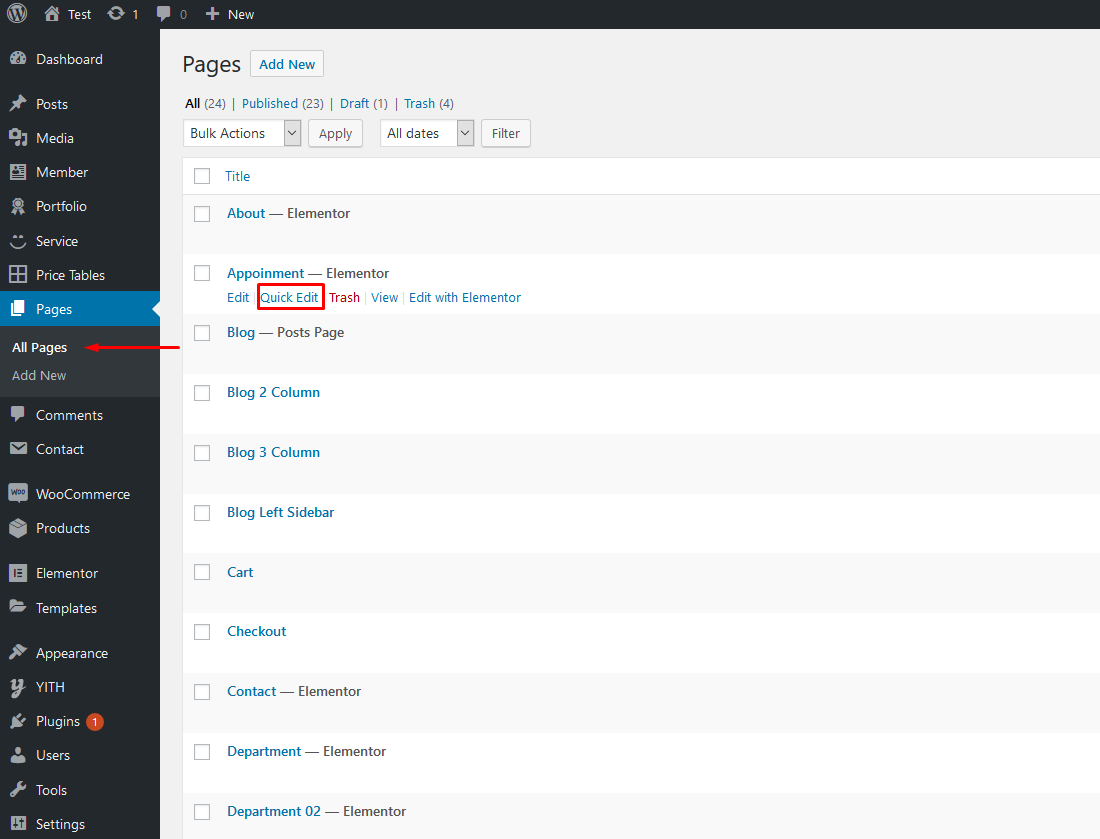 Test 1 0 New
Dashboard
Posts
Media
Member
Portfolio
Service
Price Tables
Pages
All Pages
Add New
Comments
Contact
WooCommerce
Products
Elementor
Templates
Appearance
YITH
Plugins 1
Users
Tools
Settings
Pages Add New
All (24) | Published (23) | Draft (1) | Trash (4)
Bulk Actions Apply All dates Filter
Title
About — Elementor
Appoinment — Elementor
Edit | Quick Edit | Trash | View | Edit with Elementor
Blog — Posts Page
Blog 2 Column
Blog 3 Column
Blog Left Sidebar
Cart
Checkout
Contact — Elementor
Department — Elementor
Department 02 — Elementor